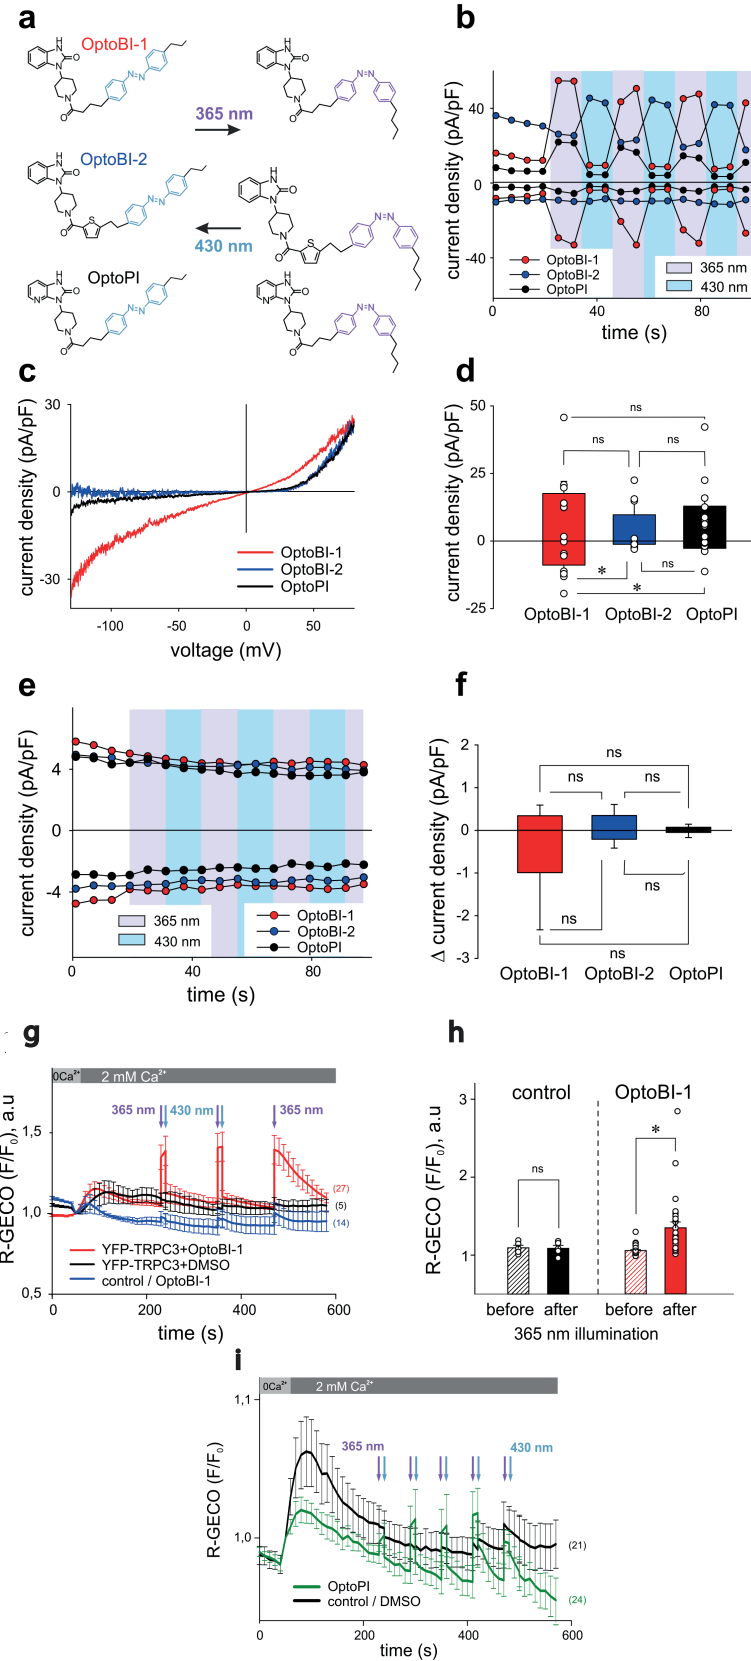 a
OptoBI-1
365 nm
OptoBI-2
430 nm
OptoPI
b
current density (pA/pF)
40
0
-40
OptoBI-1
OptoBI-2
OptoPI
365 nm
430 nm
0
40
80
time (s)
c
current density (pA/pF)
30
0
-30
OptoBI-1
OptoBI-2
OptoPI
-100
-50
0
50
voltage (mV)
d
current density (pA/pF)
50
25
0
-25
ns
ns
ns
*
ns
*
OptoBI-1
OptoBI-2
OptoPI
e
current density (pA/pF)
4
0
-4
365 nm
430 nm
OptoBI-1
OptoBI-2
OptoPI
0
40
80
time (s)
f
Δ current density (pA/pF)
2
1
0
-1
-2
-3
ns
ns
ns
ns
ns
ns
OptoBI-1
OptoBI-2
OptoPI
g
0Ca²⁺
2 mM Ca²⁺
R-GECO (F/F₀), a.u
1,5
1,0
0,5
365 nm
430 nm
365 nm
(27)
(5)
(14)
YFP-TRPC3+OptoBI-1
YFP-TRPC3+DMSO
control / OptoBI-1
0
200
400
600
time (s)
h
R-GECO (F/F₀), a.u
3
2
1
control
OptoBI-1
ns
*
before
after
before
after
365 nm illumination
i
0Ca²⁺
2 mM Ca²⁺
R-GECO (F/F₀)
1,1
1,0
365 nm
430 nm
(21)
(24)
OptoPI
control / DMSO
0
200
400
600
time (s)